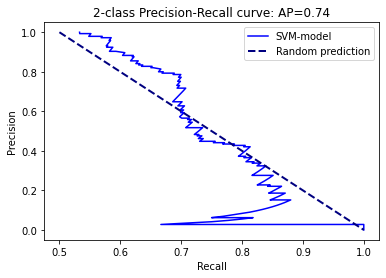 2-class Precision-Recall curve: AP=0.74
SVM-model
Random prediction
Precision
1.0
0.8
0.6
0.4
0.2
0.0
0.5
0.6
0.7
0.8
0.9
1.0
Recall